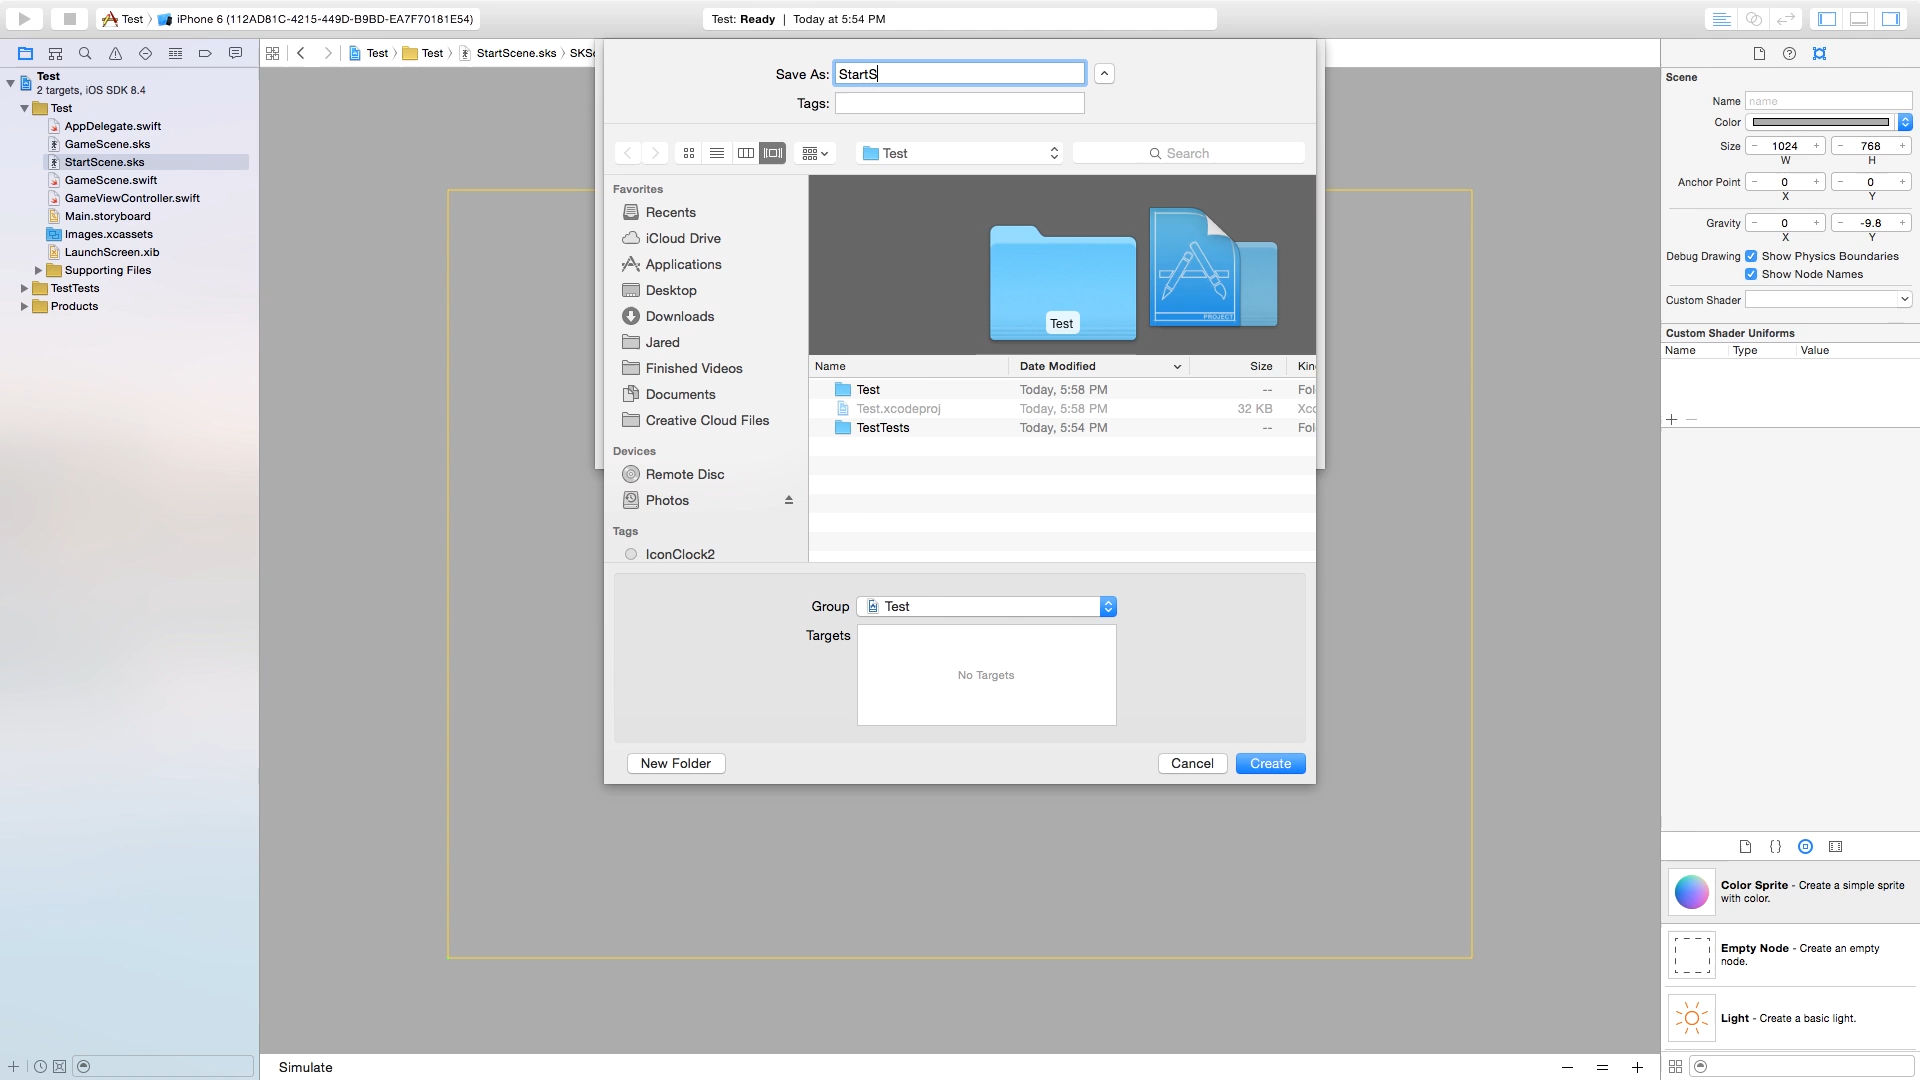 Test
iPhone 6 (112AD81C-4215-449D-B9BD-EA7F70181E54)
Test: Ready | Today at 5:54 PM
Test
Test
StartScene.sks
Test
2 targets, iOS SDK 8.4
Test
AppDelegate.swift
GameScene.sks
StartScene.sks
GameScene.swift
GameViewController.swift
Main.storyboard
Images.xcassets
LaunchScreen.xib
Supporting Files
TestTests
Products
Save As: StartS
Tags:
Test
Search
Favorites
Recents
iCloud Drive
Applications
Desktop
Downloads
Jared
Finished Videos
Documents
Creative Cloud Files
Devices
Remote Disc
Photos
Tags
IconClock2
Test
PROJECT
Name Date Modified Size Kin
Test Today, 5:58 PM -- Fol
Test.xcodeproj Today, 5:58 PM 32 KB Xcc
TestTests Today, 5:54 PM -- Fol
Group Test
Targets
No Targets
New Folder
Cancel
Create
Simulate
Scene
Name name
Color
Size 1024 768
W H
Anchor Point 0 0
X Y
Gravity 0 -9.8
X Y
Debug Drawing Show Physics Boundaries
Show Node Names
Custom Shader
Custom Shader Uniforms
Name Type Value
Color Sprite - Create a simple sprite
with color.
Empty Node - Create an empty
node.
Light - Create a basic light.